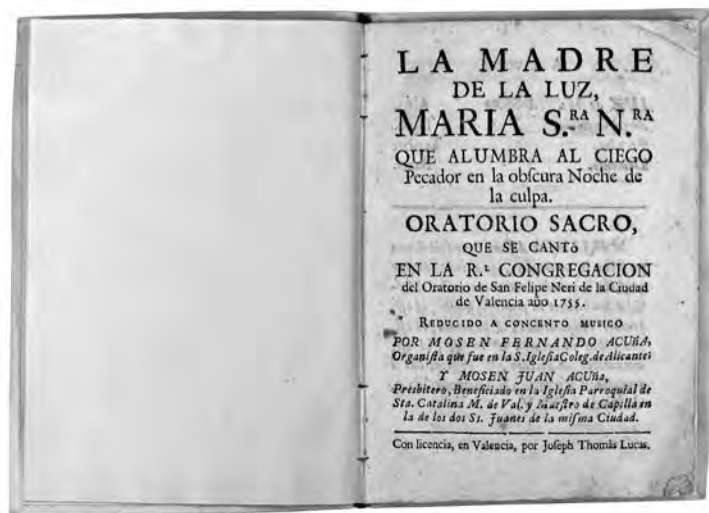 LA MADRE
DE LA LUZ,
MARIA S.RA N.RA
QUE ALUMBRA AL CIEGO
Pecador en la obſcura Noche de
la culpa.
ORATORIO SACRO,
QUE SE CANTò
EN LA R.L CONGREGACION
del Oratorio de San Felipe Neri de la Ciudad
de Valencia año 1755.
REDUCIDO A CONCENTO MUSICO
POR MOSEN FERNANDO ACUñA,
Organiſta que fue en la S. Igleſia Coleg. de Alicante;
Y MOSEN JUAN ACUña,
Presbitero, Beneficiado en la Igleſia Parroquial de
Sta. Catalina M. de Val. y Maeſtro de Capilla en
la de los dos Ss. Juanes de la miſma Ciudad.
Con licencia, en Valencia, por Joſeph Thomàs Lucas.